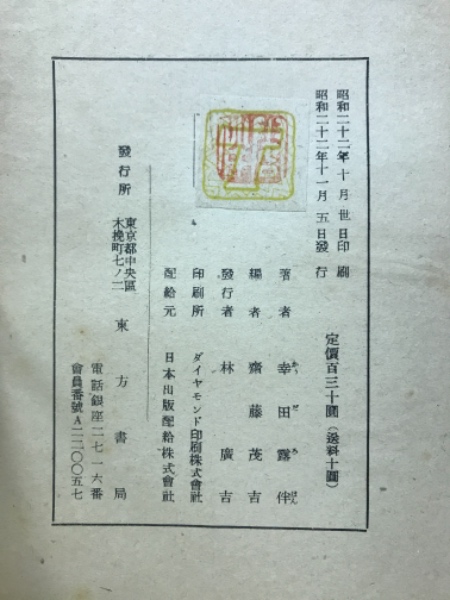 昭和二十二年十月卅日印刷
昭和二十二年十一月五日發行
定價百三十圓（送料十圓）
著者 幸田露伴
編者 齋藤茂吉
發行者 林廣吉
印刷所 ダイヤモンド印刷株式會社
配給元 日本出版配給株式會社
發行所 東京都中央區
木挽町七ノ二
東方書局
電話銀座二七一六番
會員番號A二二〇〇五七